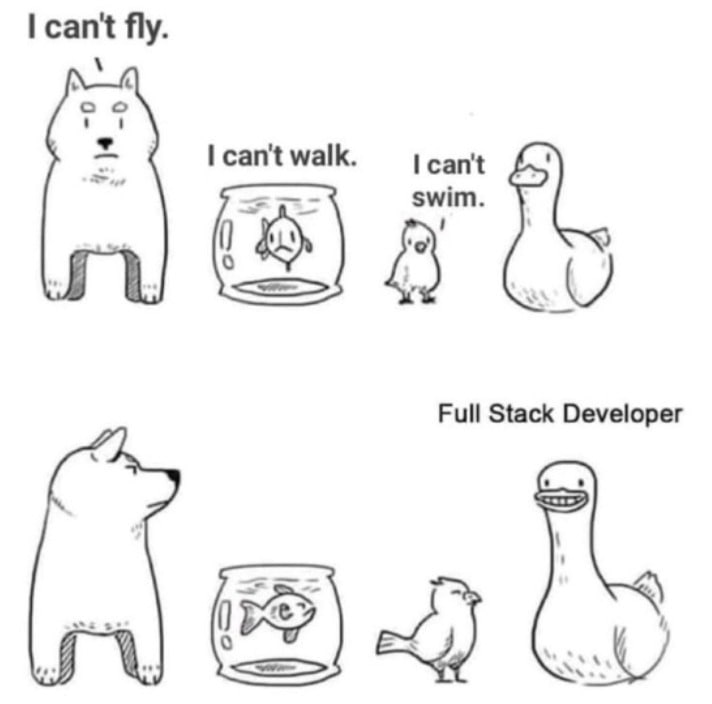 I can't fly.
I can't walk.
I can't
swim.
Full Stack Developer